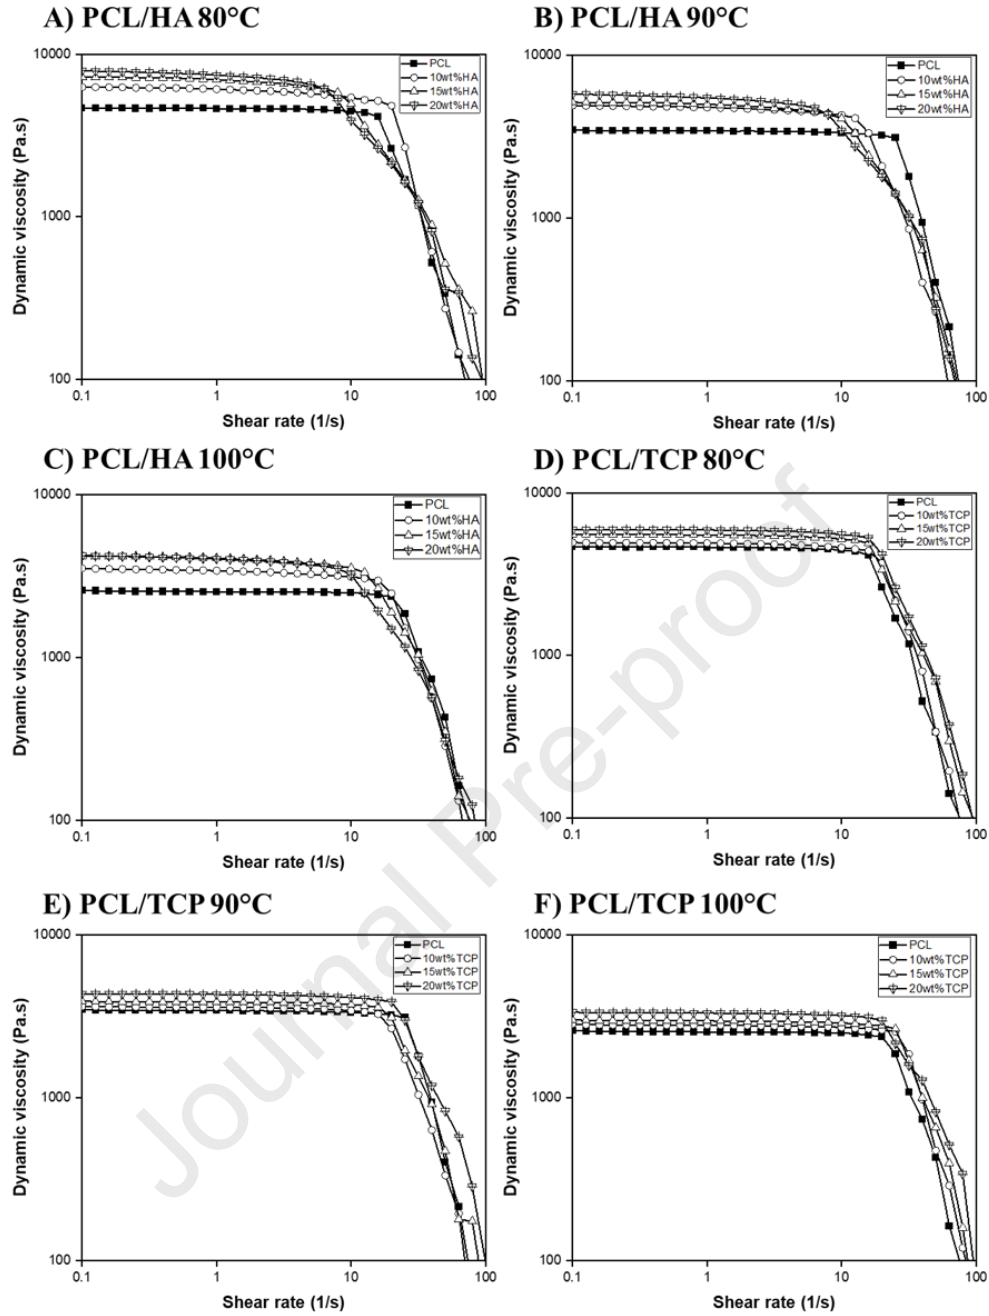 A) PCL/HA 80°C
10000
1000
100
0.1
1
10
100
Dynamic viscosity (Pa.s)
Shear rate (1/s)
PCL
10wt%HA
15wt%HA
20wt%HA
B) PCL/HA 90°C
10000
1000
100
0.1
1
10
100
Dynamic viscosity (Pa.s)
Shear rate (1/s)
PCL
10wt%HA
15wt%HA
20wt%HA
C) PCL/HA 100°C
10000
1000
100
0.1
1
10
100
Dynamic viscosity (Pa.s)
Shear rate (1/s)
PCL
10wt%HA
15wt%HA
20wt%HA
D) PCL/TCP 80°C
10000
1000
100
0.1
1
10
100
Dynamic viscosity (Pa.s)
Shear rate (1/s)
PCL
10wt%TCP
15wt%TCP
20wt%TCP
E) PCL/TCP 90°C
10000
1000
100
0.1
1
10
100
Dynamic viscosity (Pa.s)
Shear rate (1/s)
PCL
10wt%TCP
15wt%TCP
20wt%TCP
F) PCL/TCP 100°C
10000
1000
100
0.1
1
10
100
Dynamic viscosity (Pa.s)
Shear rate (1/s)
PCL
10wt%TCP
15wt%TCP
20wt%TCP
Journal Pre-proof